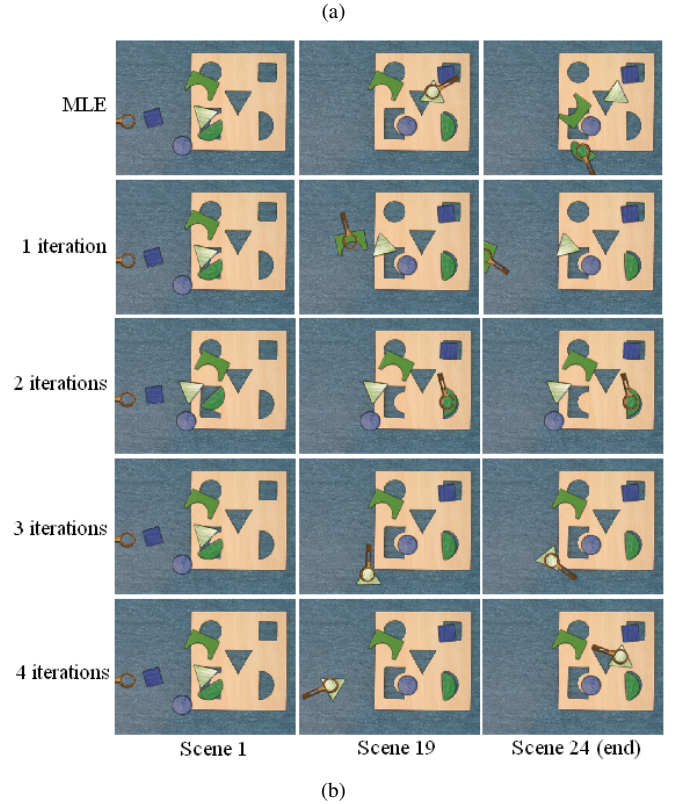 (a)
MLE
1 iteration
2 iterations
3 iterations
4 iterations
Scene 1
Scene 19
Scene 24 (end)
(b)